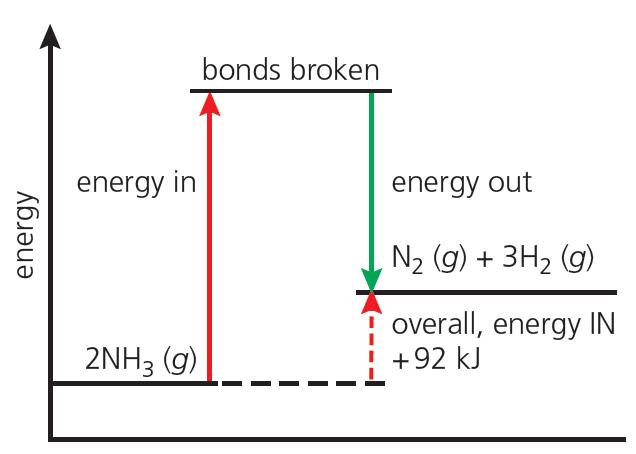 bonds broken
energy in
energy out
energy
N₂ (g) + 3H₂ (g)
overall, energy IN
+92 kJ
2NH₃ (g)